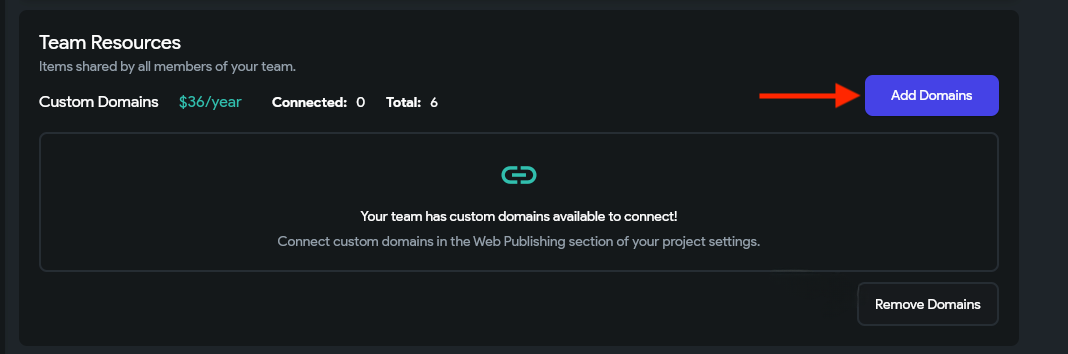 Team Resources
Items shared by all members of your team.
Custom Domains $36/year Connected: 0 Total: 6
Add Domains
Your team has custom domains available to connect!
Connect custom domains in the Web Publishing section of your project settings.
Remove Domains